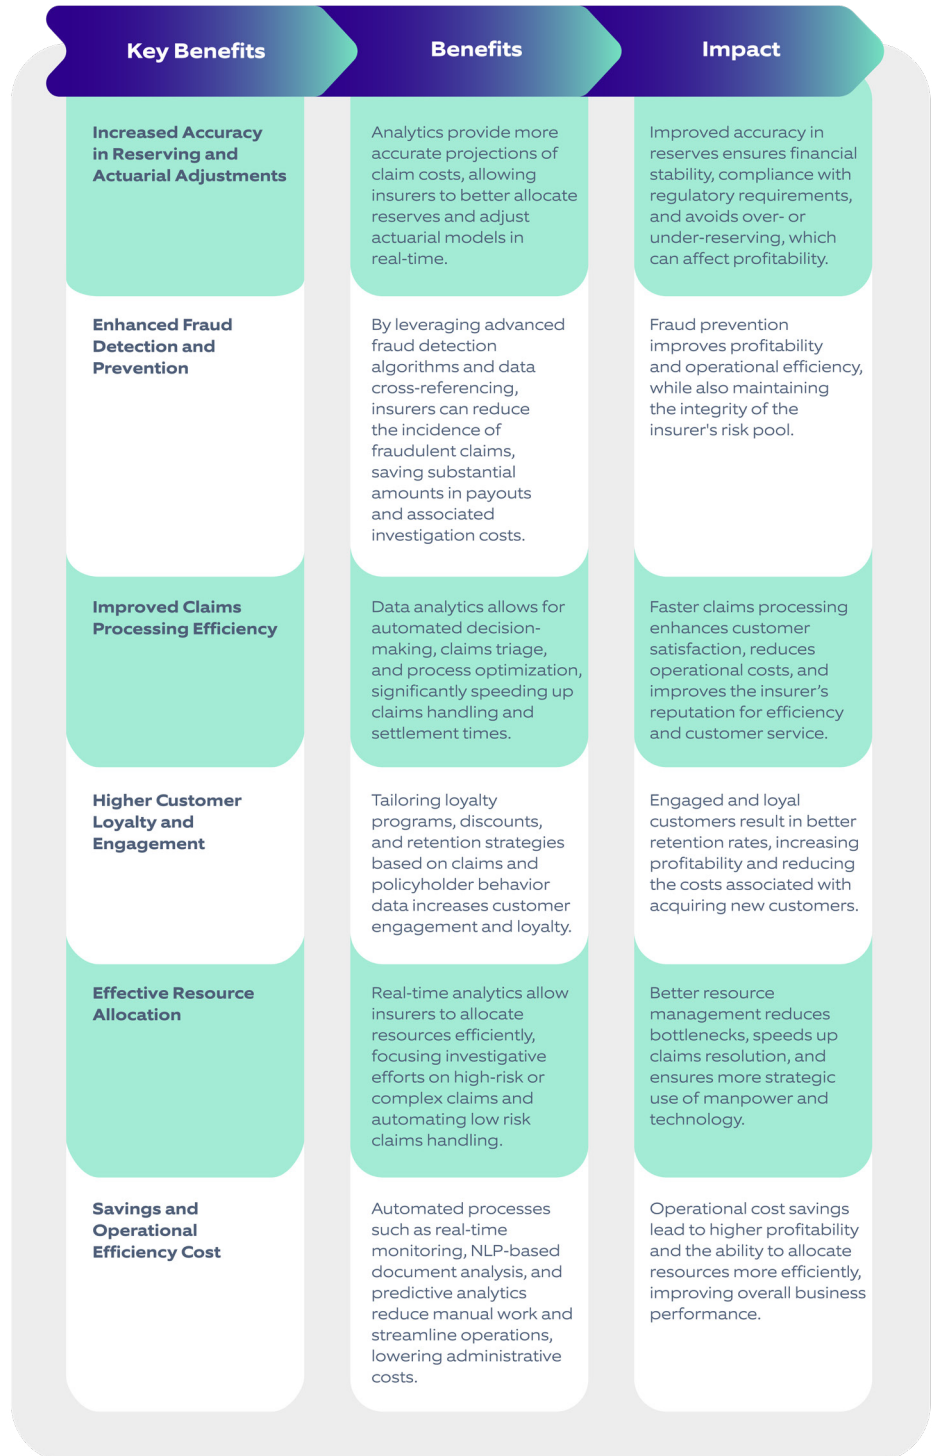 Key Benefits
Benefits
Impact
Increased Accuracy
in Reserving and
Actuarial Adjustments
Analytics provide more
accurate projections of
claim costs, allowing
insurers to better allocate
reserves and adjust
actuarial models in
real-time.
Improved accuracy in
reserves ensures financial
stability, compliance with
regulatory requirements,
and avoids over- or
under-reserving, which
can affect profitability.
Enhanced Fraud
Detection and
Prevention
By leveraging advanced
fraud detection
algorithms and data
cross-referencing,
insurers can reduce
the incidence of
fraudulent claims,
saving substantial
amounts in payouts
and associated
investigation costs.
Fraud prevention
improves profitability
and operational efficiency,
while also maintaining
the integrity of the
insurer's risk pool.
Improved Claims
Processing Efficiency
Data analytics allows for
automated decision-
making, claims triage,
and process optimization,
significantly speeding up
claims handling and
settlement times.
Faster claims processing
enhances customer
satisfaction, reduces
operational costs, and
improves the insurer’s
reputation for efficiency
and customer service.
Higher Customer
Loyalty and
Engagement
Tailoring loyalty
programs, discounts,
and retention strategies
based on claims and
policyholder behavior
data increases customer
engagement and loyalty.
Engaged and loyal
customers result in better
retention rates, increasing
profitability and reducing
the costs associated with
acquiring new customers.
Effective Resource
Allocation
Real-time analytics allow
insurers to allocate
resources efficiently,
focusing investigative
efforts on high-risk or
complex claims and
automating low risk
claims handling.
Better resource
management reduces
bottlenecks, speeds up
claims resolution, and
ensures more strategic
use of manpower and
technology.
Savings and
Operational
Efficiency Cost
Automated processes
such as real-time
monitoring, NLP-based
document analysis, and
predictive analytics
reduce manual work and
streamline operations,
lowering administrative
costs.
Operational cost savings
lead to higher profitability
and the ability to allocate
resources more efficiently,
improving overall business
performance.